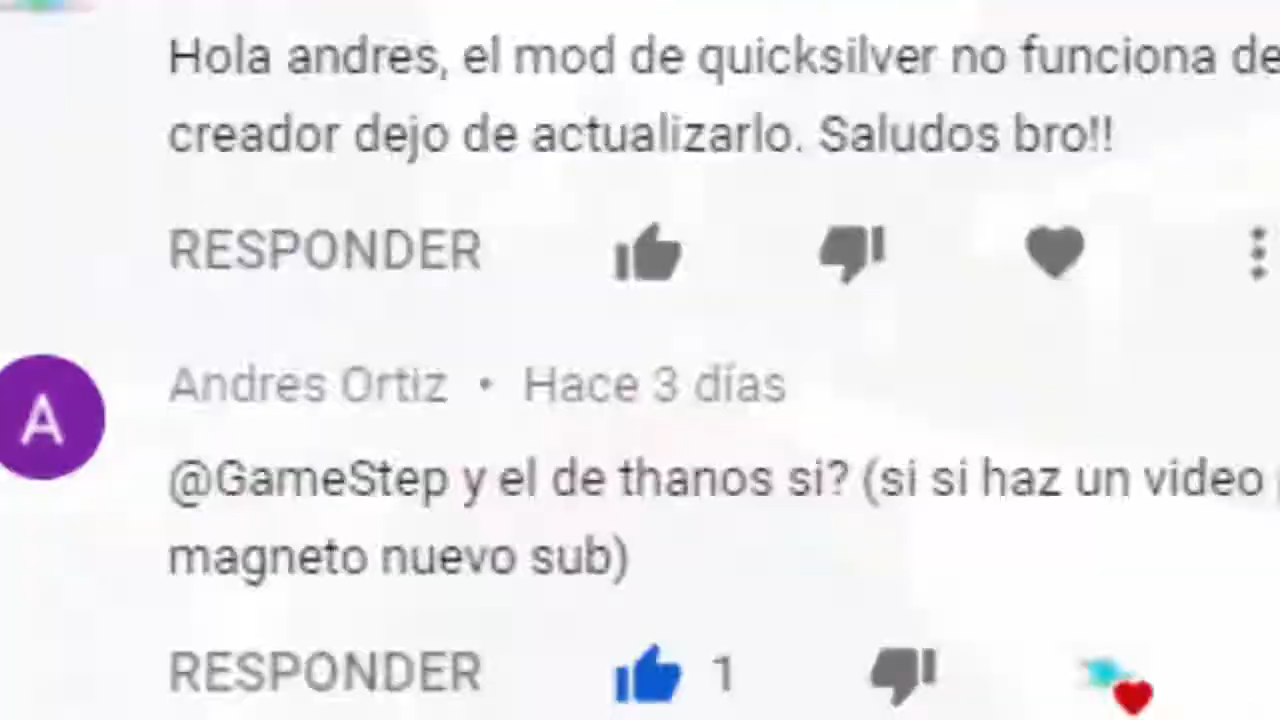 Hola andres, el mod de quicksilver no funciona de
creador dejo de actualizarlo. Saludos bro!!
RESPONDER
A
Andres Ortiz • Hace 3 días
@GameStep y el de thanos si? (si si haz un video
magneto nuevo sub)
RESPONDER 1